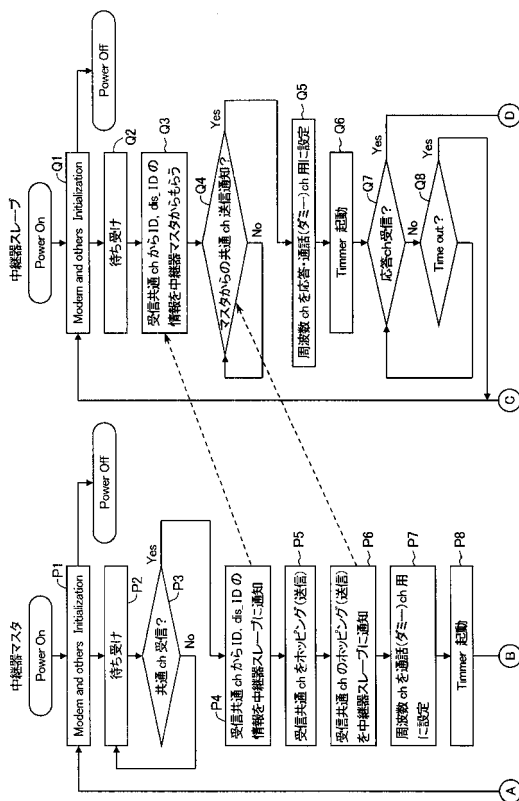 中継器マスタ
Power On
P1
Modem and others Initialization
Power Off
P2
待ち受け
P3
共通 ch 受信?
Yes
No
P4
受信共通 ch から ID, dis_ID の
情報を中継器スレーブに通知
P5
受信共通 ch をホッピング(送信)
P6
受信共通 ch のホッピング(送信)
を中継器スレーブに通知
P7
周波数 ch を通話(ダミー)ch 用
に設定
P8
Timmer 起動
A
B
中継器スレーブ
Power On
Q1
Modem and others Initialization
Power Off
Q2
待ち受け
Q3
受信共通 ch から ID, dis_ID の
情報を中継器マスタからもらう
Q4
マスタからの共通 ch 送信通知?
Yes
No
Q5
周波数 ch を応答・通話(ダミー)ch 用に設定
Q6
Timmer 起動
Q7
応答ch受信?
Yes
No
Q8
Time out?
Yes
C
D